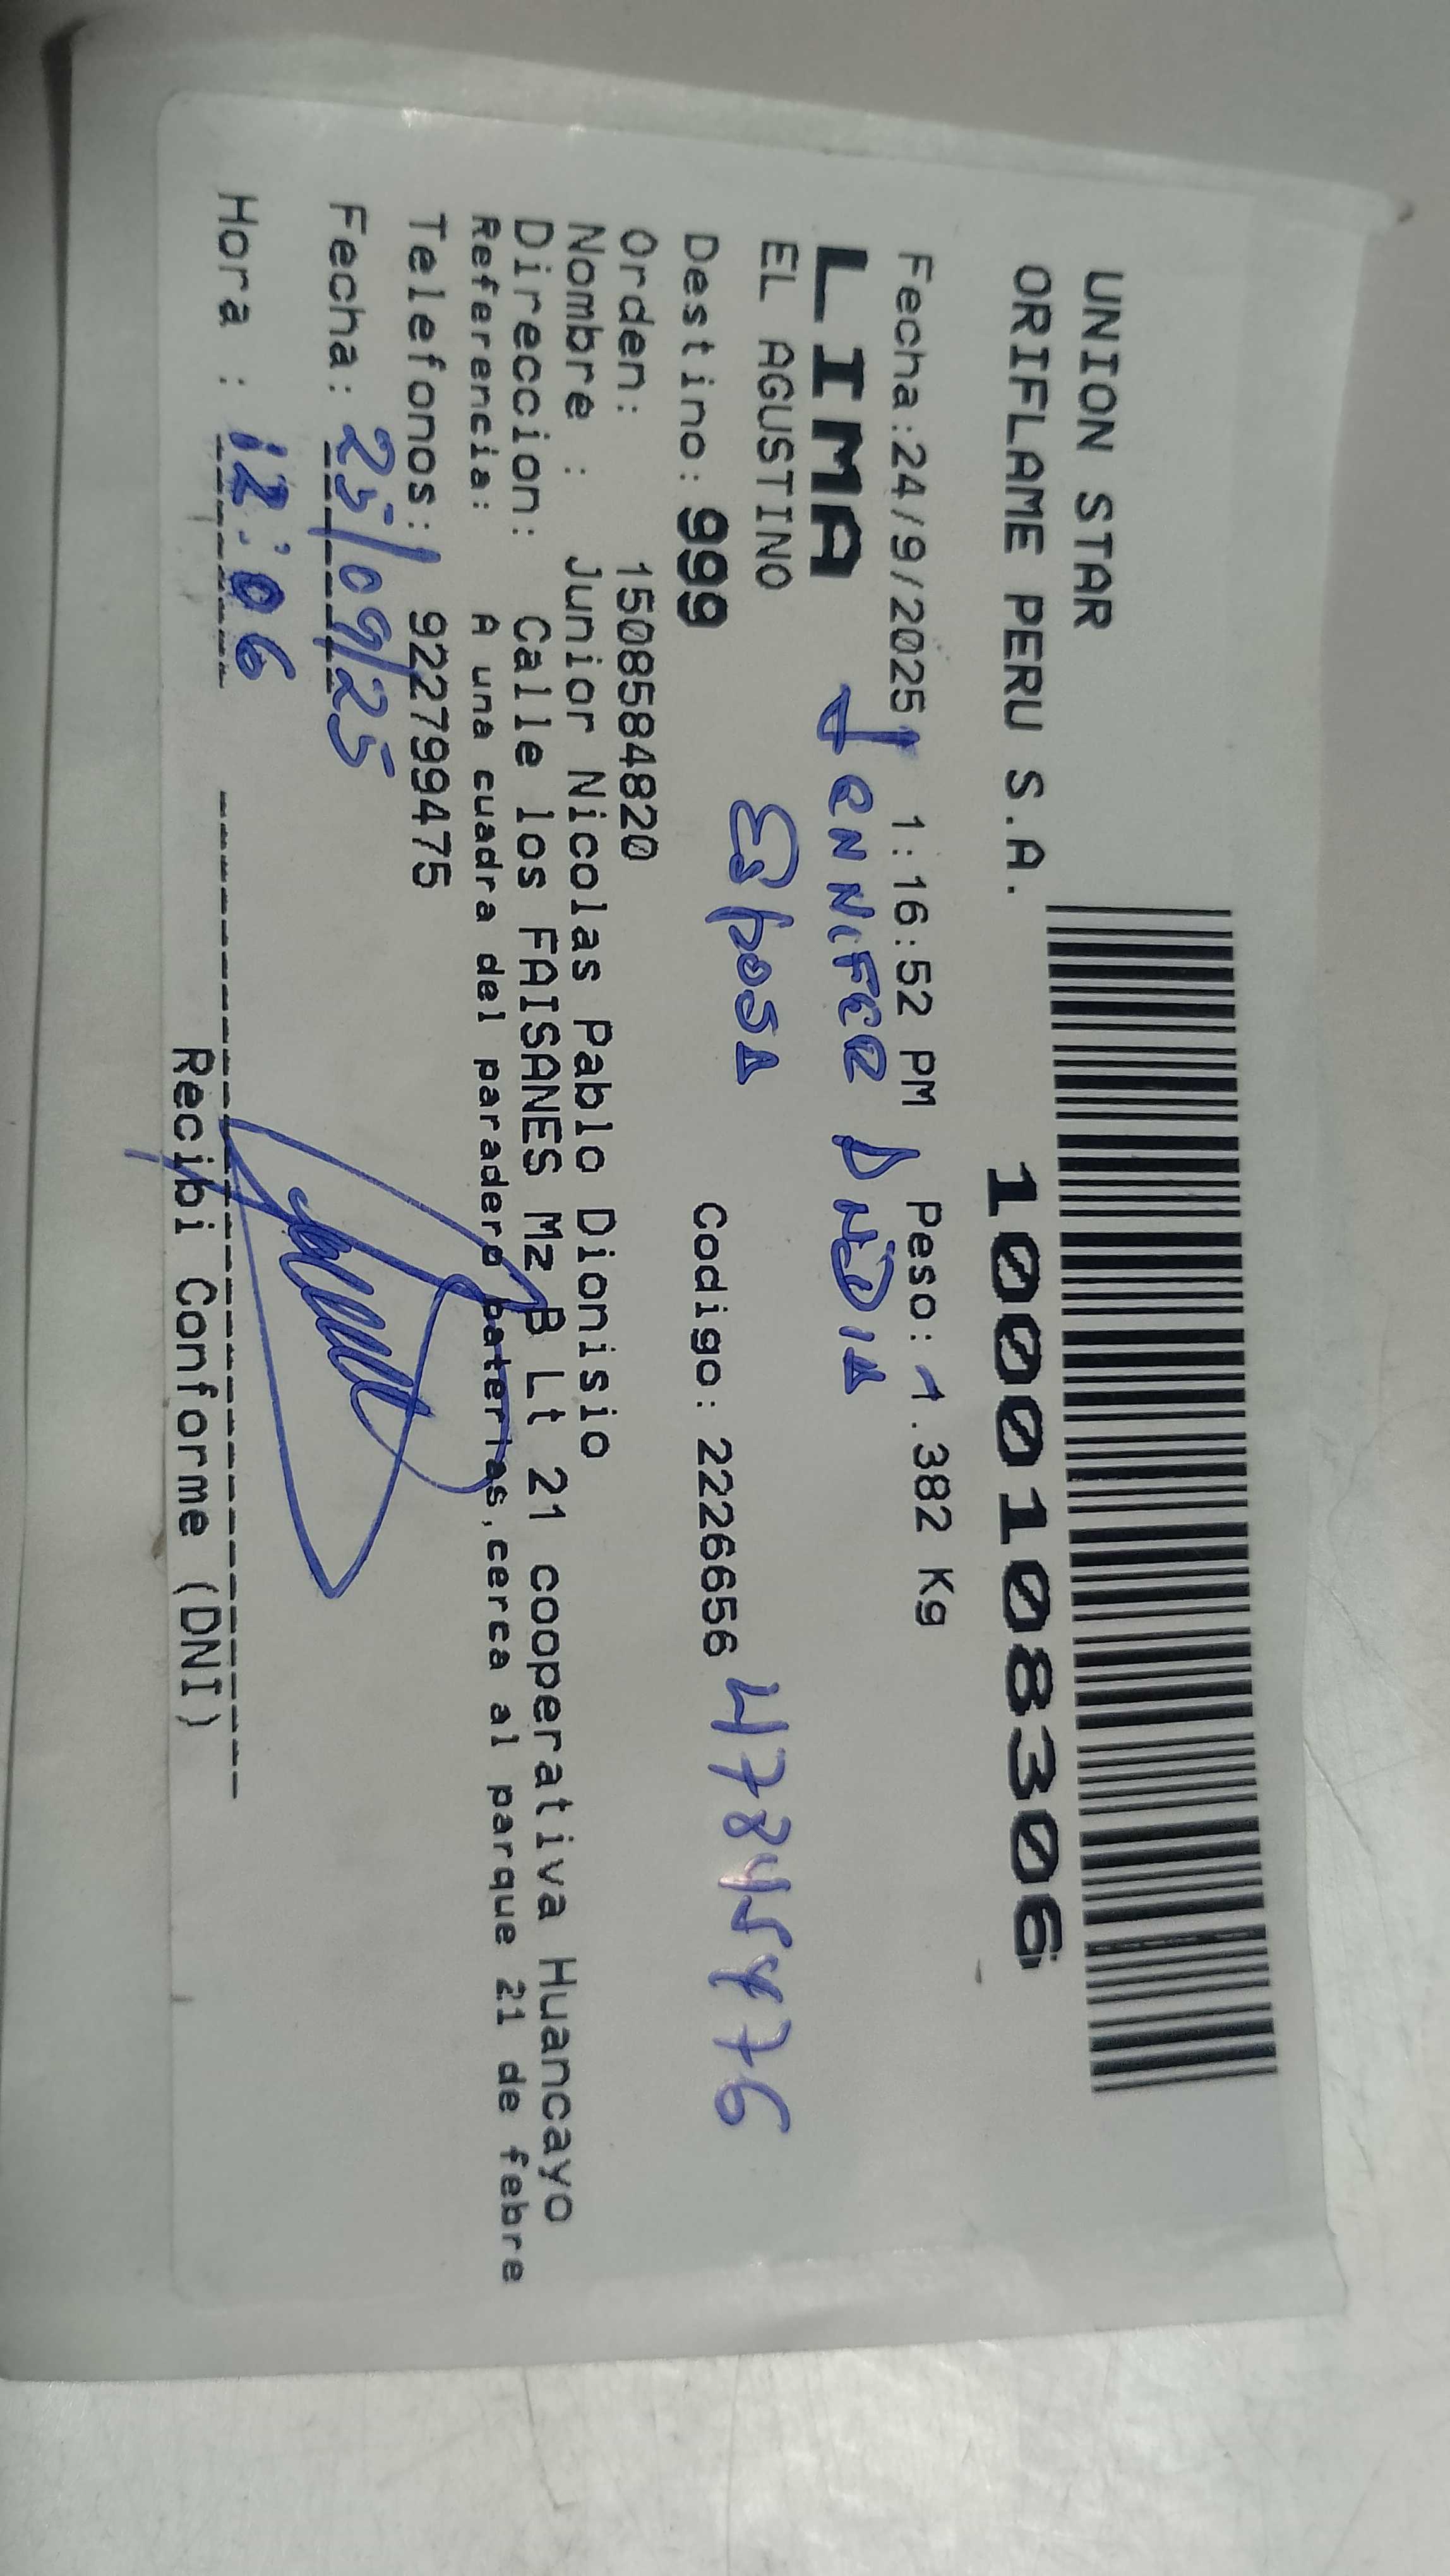 UNION STAR
ORIFLAME PERU S.A.
1000108306
Fecha:24/9/2025 1:16:52 PM Peso: 1.382 Kg
LIMA
JENNIFER ANDIA
EL AGUSTINO
Esposa
Destino: 999 Codigo: 2226656
47845476
Orden: 1508584820
Nombre : Junior Nicolas Pablo Dionisio
Direccion: Calle los FAISANES Mz B Lt 21 cooperativa Huancayo
Referencia: A una cuadra del paradero baterias,cerca al parque 21 de febre
Telefonos: 922799475
Fecha: 25/09/25
Hora : 12:06
Recibi Conforme (DNI)